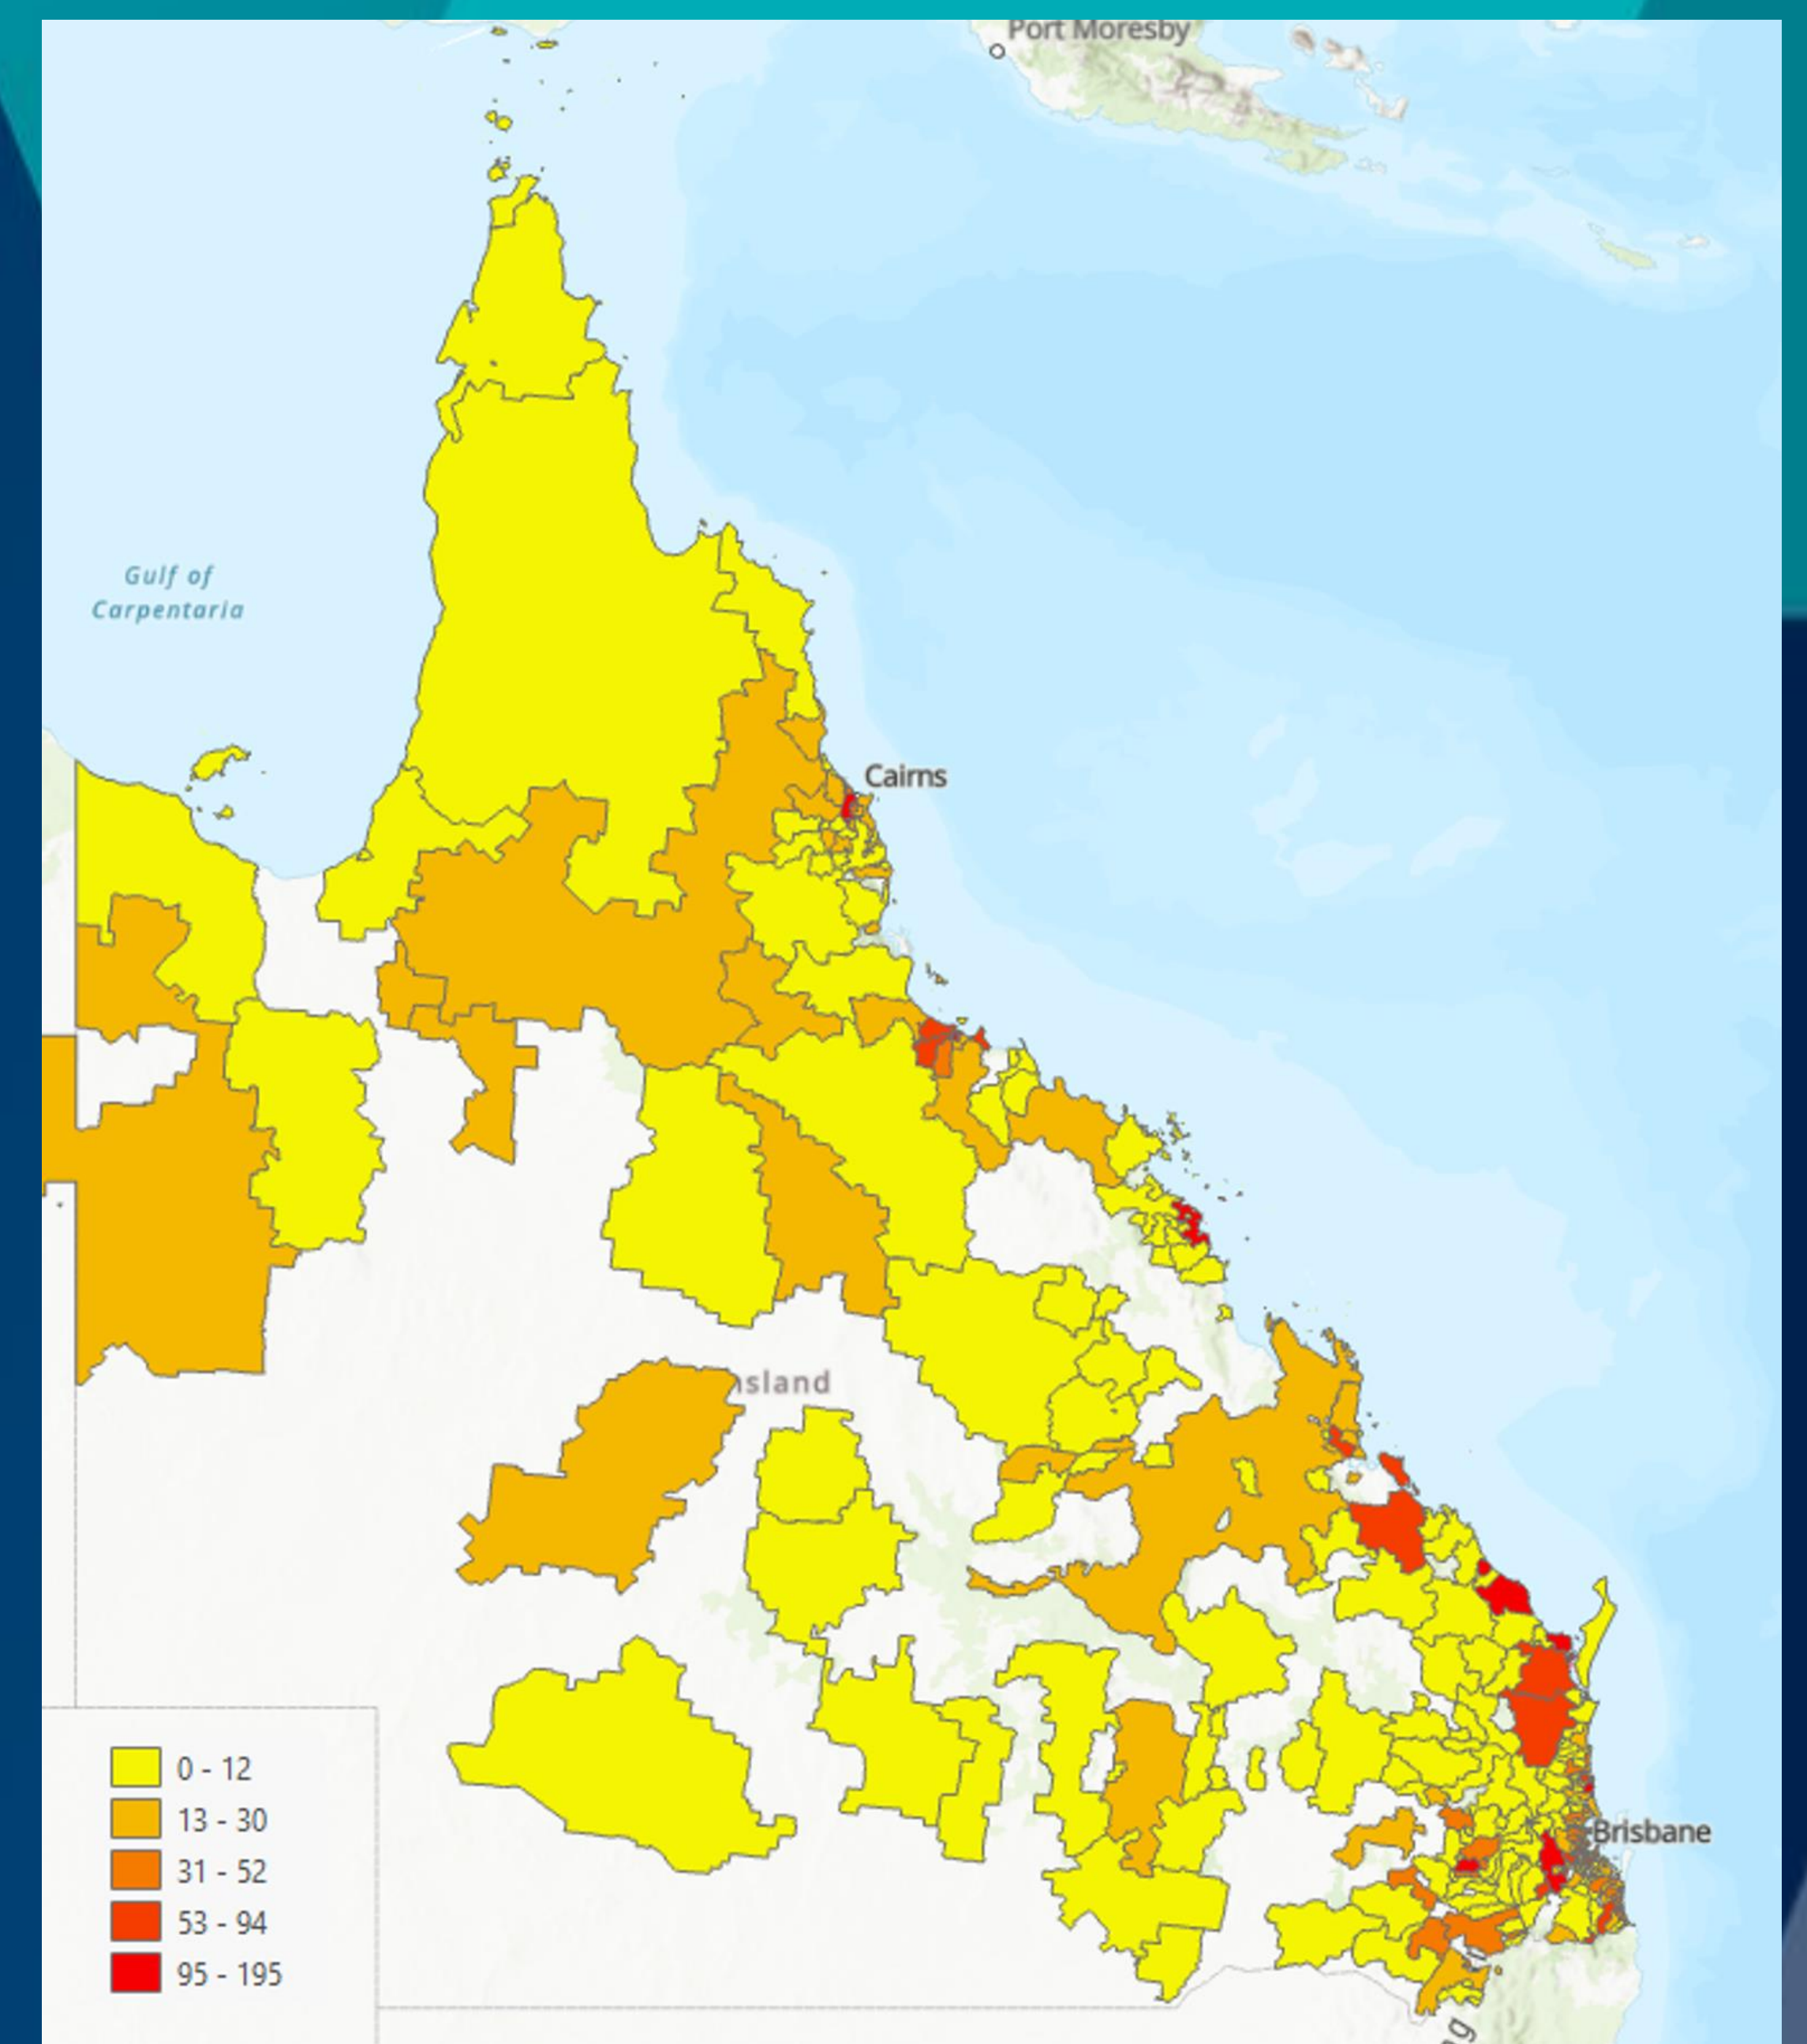 Port Moresby
Gulf of
Carpentaria
Cairns
nsland
0 - 12
13 - 30
31 - 52
53 - 94
95 - 195
Brisbane
g